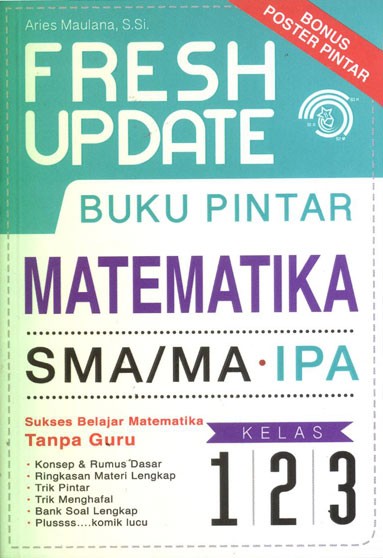 Aries Maulana, S.Si.
BONUS
POSTER PINTAR
FRESH
UPDATE
BUKU PINTAR
MATEMATIKA
SMA/MA • IPA
Sukses Belajar Matematika
Tanpa Guru
• Konsep & Rumus Dasar
• Ringkasan Materi Lengkap
• Trik Pintar
• Trik Menghafal
• Bank Soal Lengkap
• Plussss....komik lucu
KELAS
1|2|3